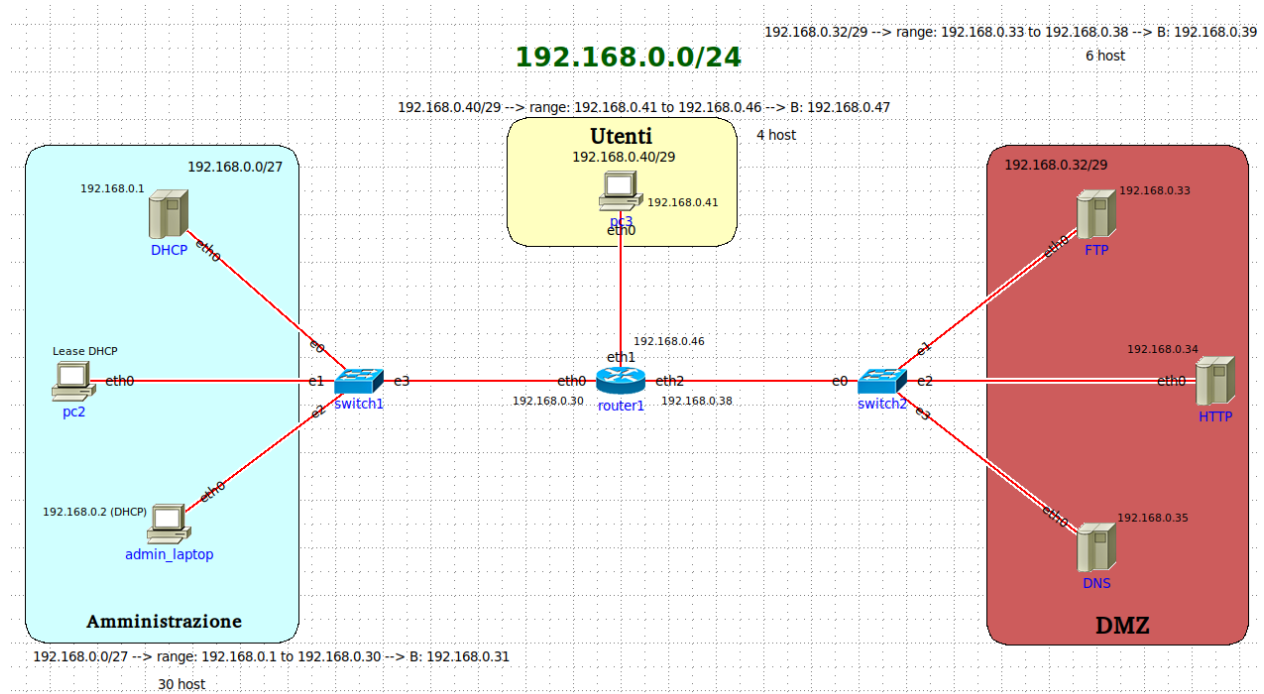 192.168.0.32/29 --> range: 192.168.0.33 to 192.168.0.38 --> B: 192.168.0.39
6 host
192.168.0.0/24
192.168.0.40/29 --> range: 192.168.0.41 to 192.168.0.46 --> B: 192.168.0.47
4 host
Utenti
192.168.0.40/29
192.168.0.41
pc3
eth0
192.168.0.0/27
192.168.0.1
DHCP
eth0
Lease DHCP
eth0
pc2
192.168.0.2 (DHCP)
eth0
admin_laptop
Amministrazione
192.168.0.0/27 --> range: 192.168.0.1 to 192.168.0.30 --> B: 192.168.0.31
30 host
e0
e1
e2
e3
switch1
192.168.0.46
eth1
eth0
eth2
192.168.0.30
192.168.0.38
router1
e0
e1
e2
e3
switch2
192.168.0.32/29
192.168.0.33
eth0
FTP
192.168.0.34
eth0
HTTP
192.168.0.35
eth0
DNS
DMZ